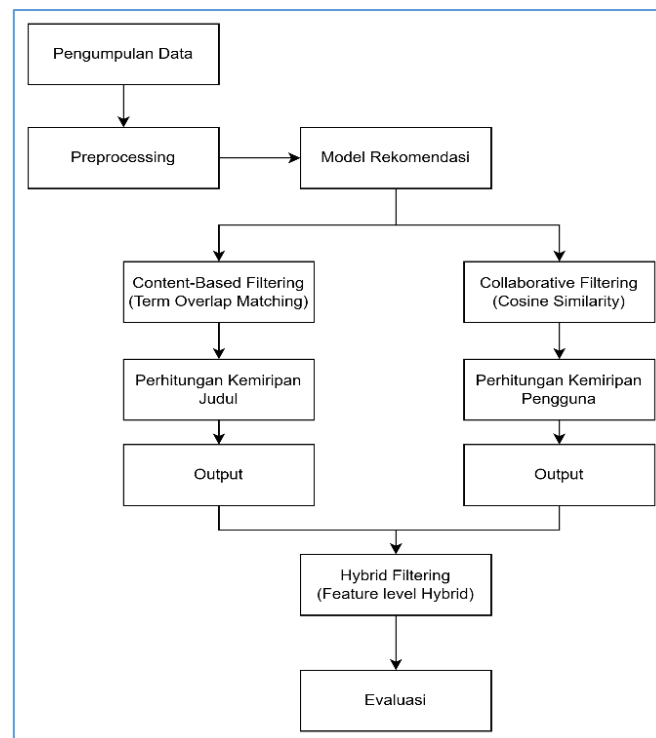 Pengumpulan Data
Preprocessing
Model Rekomendasi
Content-Based Filtering
(Term Overlap Matching)
Collaborative Filtering
(Cosine Similarity)
Perhitungan Kemiripan
Judul
Perhitungan Kemiripan
Pengguna
Output
Output
Hybrid Filtering
(Feature level Hybrid)
Evaluasi